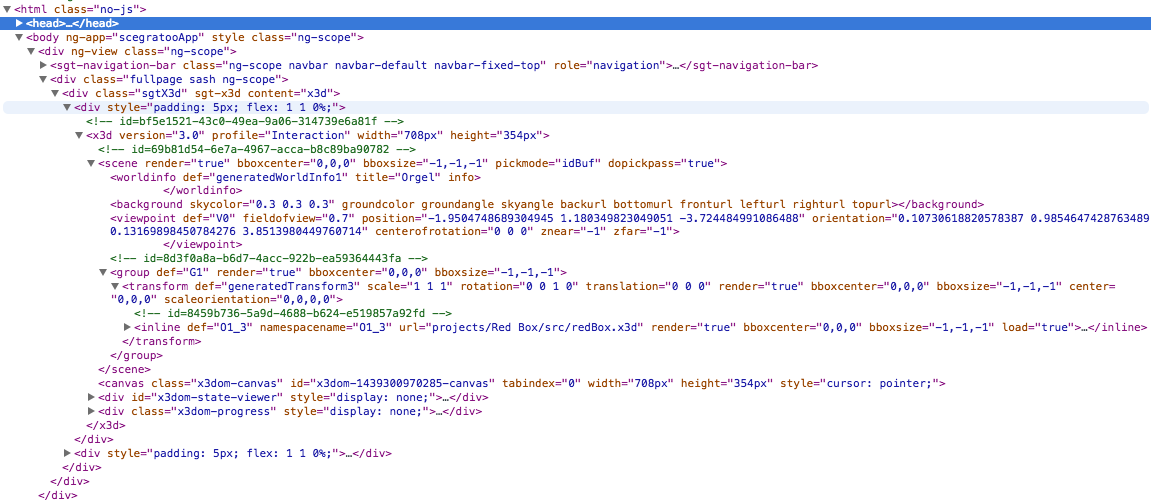 <html class="no-js">
<head>…</head>
<body ng-app="scegratooApp" style class="ng-scope">
<div ng-view class="ng-scope">
<sgt-navigation-bar class="ng-scope navbar navbar-default navbar-fixed-top" role="navigation">…</sgt-navigation-bar>
<div class="fullpage sash ng-scope">
<div class="sgtX3d" sgt-x3d content="x3d">
<div style="padding: 5px; flex: 1 1 0%;">
<!-- id=bf5e1521-43c0-49ea-9a06-314739e6a81f -->
<x3d version="3.0" profile="Interaction" width="708px" height="354px">
<!-- id=69b81d54-6e7a-4967-acca-b8c89ba90782 -->
<scene render="true" bboxcenter="0,0,0" bboxsize="-1,-1,-1" pickmode="idBuf" dopickpass="true">
<worldinfo def="generatedWorldInfo1" title="Orgel" info>
</worldinfo>
<background skycolor="0.3 0.3 0.3" groundcolor groundangle skyangle backurl bottomurl fronturl lefturl righturl topurl></background>
<viewpoint def="V0" fieldofview="0.7" position="-1.9504748689304945 1.180349823049051 -3.724484991086488" orientation="0.10730618820578387 0.9854647428763489
0.13169898450784276 3.8513980449760714" centerofrotation="0 0 0" znear="-1" zfar="-1">
</viewpoint>
<!-- id=8d3f0a8a-b6d7-4acc-922b-ea59364443fa -->
<group def="G1" render="true" bboxcenter="0,0,0" bboxsize="-1,-1,-1">
<transform def="generatedTransform3" scale="1 1 1" rotation="0 0 1 0" translation="0 0 0" render="true" bboxcenter="0,0,0" bboxsize="-1,-1,-1" center=
"0,0,0" scaleorientation="0,0,0,0">
<!-- id=8459b736-5a9d-4688-b624-e519857a92fd -->
<inline def="O1_3" namespacename="O1_3" url="projects/Red Box/src/redBox.x3d" render="true" bboxcenter="0,0,0" bboxsize="-1,-1,-1" load="true">…</inline>
</transform>
</group>
</scene>
<canvas class="x3dom-canvas" id="x3dom-1439300970285-canvas" tabindex="0" width="708px" height="354px" style="cursor: pointer;">
<div id="x3dom-state-viewer" style="display: none;">…</div>
<div class="x3dom-progress" style="display: none;">…</div>
</x3d>
</div>
<div style="padding: 5px; flex: 1 1 0%;">…</div>
</div>
</div>
</div>